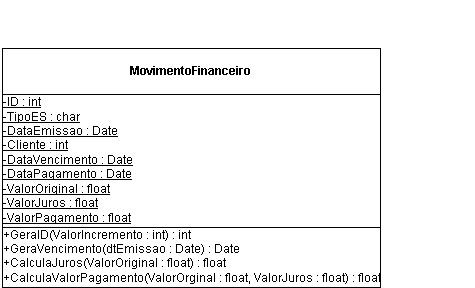 MovimentoFinanceiro
-ID : int
-TipoES : char
-DataEmissao : Date
-Cliente : int
-DataVencimento : Date
-DataPagamento : Date
-ValorOriginal : float
-ValorJuros : float
-ValorPagamento : float
+GeraID(ValorIncremento : int) : int
+GeraVencimento(dtEmissao : Date) : Date
+CalculaJuros(ValorOriginal : float) : float
+CalculaValorPagamento(ValorOrginal : float, ValorJuros : float) : float